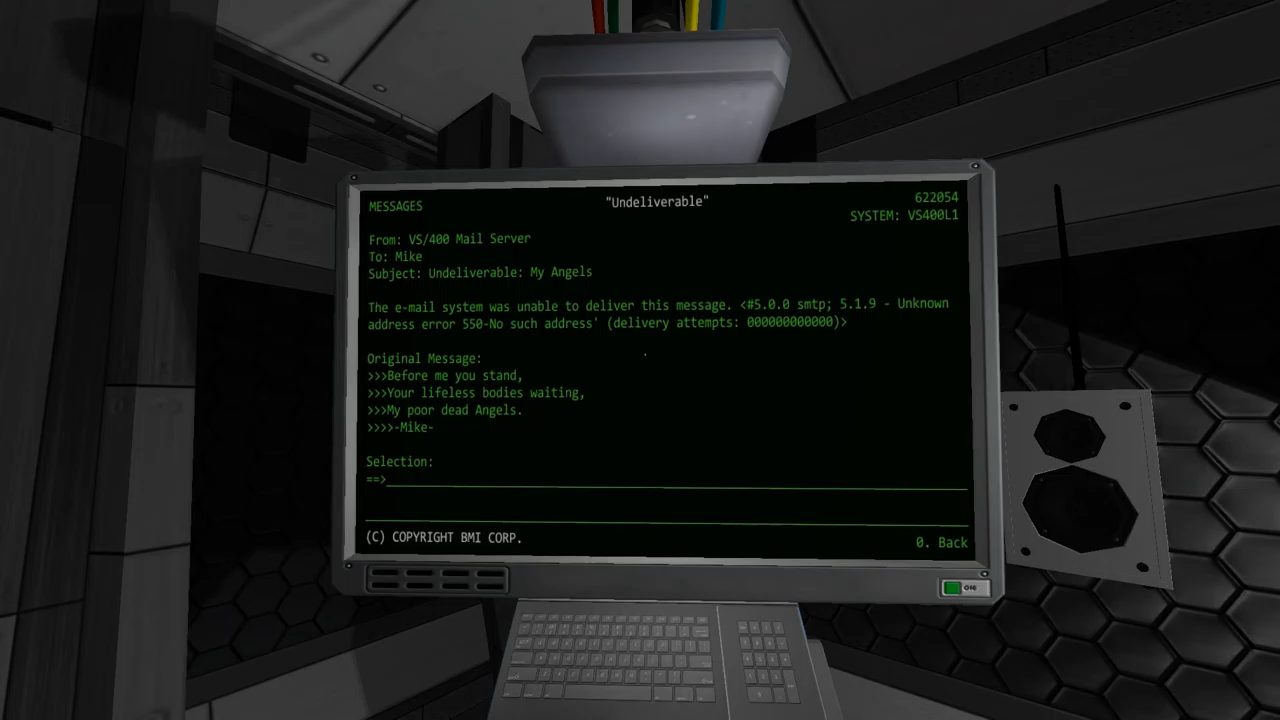 MESSAGES
"Undeliverable"
622054
SYSTEM: VS400L1
From: VS/400 Mail Server
To: Mike
Subject: Undeliverable: My Angels
The e-mail system was unable to deliver this message. <#5.0.0 smtp; 5.1.9 - Unknown
address error 550-No such address' (delivery attempts: 000000000000)>
Original Message:
>>>Before me you stand,
>>>Your lifeless bodies waiting,
>>>My poor dead Angels.
>>>>-Mike-
Selection:
==>
(C) COPYRIGHT BMI CORP.
0. Back